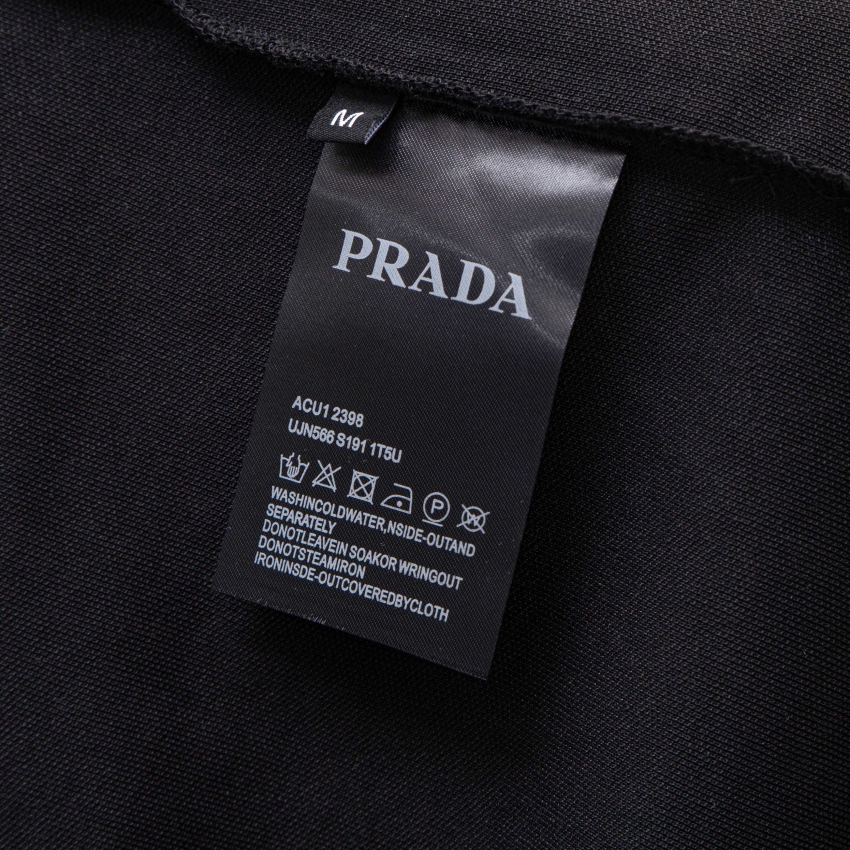 M
PRADA
ACU1 2398
UJN566 S191 1T5U
P
W
WASHINCOLDWATER,NSIDE-OUTAND
SEPARATELY
DONOTLEAVEIN SOAKOR WRINGOUT
DONOTSTEAMIRON
IRONINSDE-OUTCOVEREDBYCLOTH